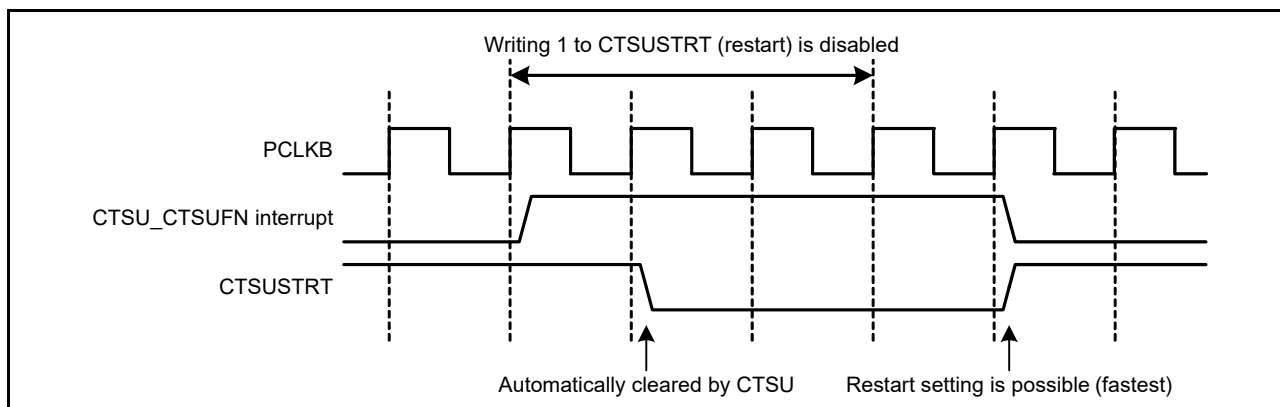 Writing 1 to CTSUSTRT (restart) is disabled
PCLKB
CTSU_CTSUFN interrupt
CTSUSTRT
Automatically cleared by CTSU
Restart setting is possible (fastest)